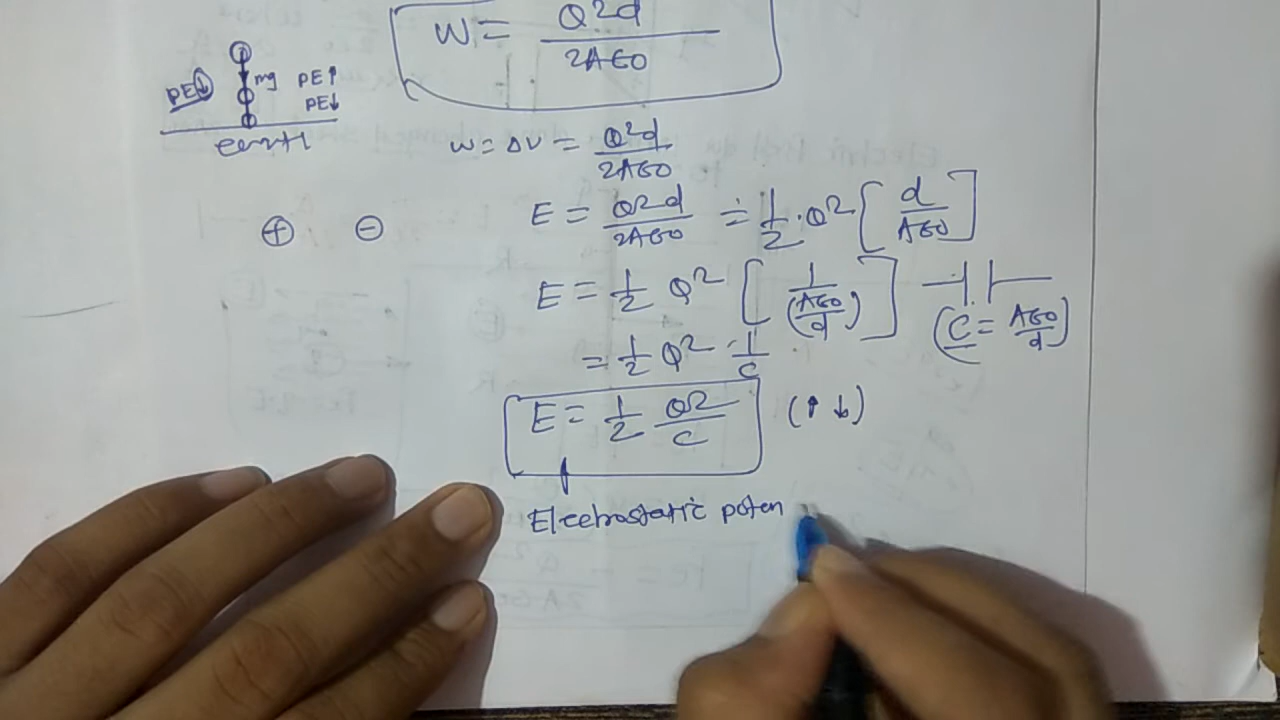 W = Q²d / 2Aε0
mg PE↑
PE↓ PE↓
earth
W = ΔU = Q²d / 2Aε0
E = Q²d / 2Aε0 = 1/2 · Q² [ d / Aε0 ]
⊕ ⊖
E = 1/2 Q² [ 1 / (Aε0 / d) ] (C = Aε0 / d)
= 1/2 Q² · 1/C
E = 1/2 Q² / C (↑ ↓)
Electrostatic poten